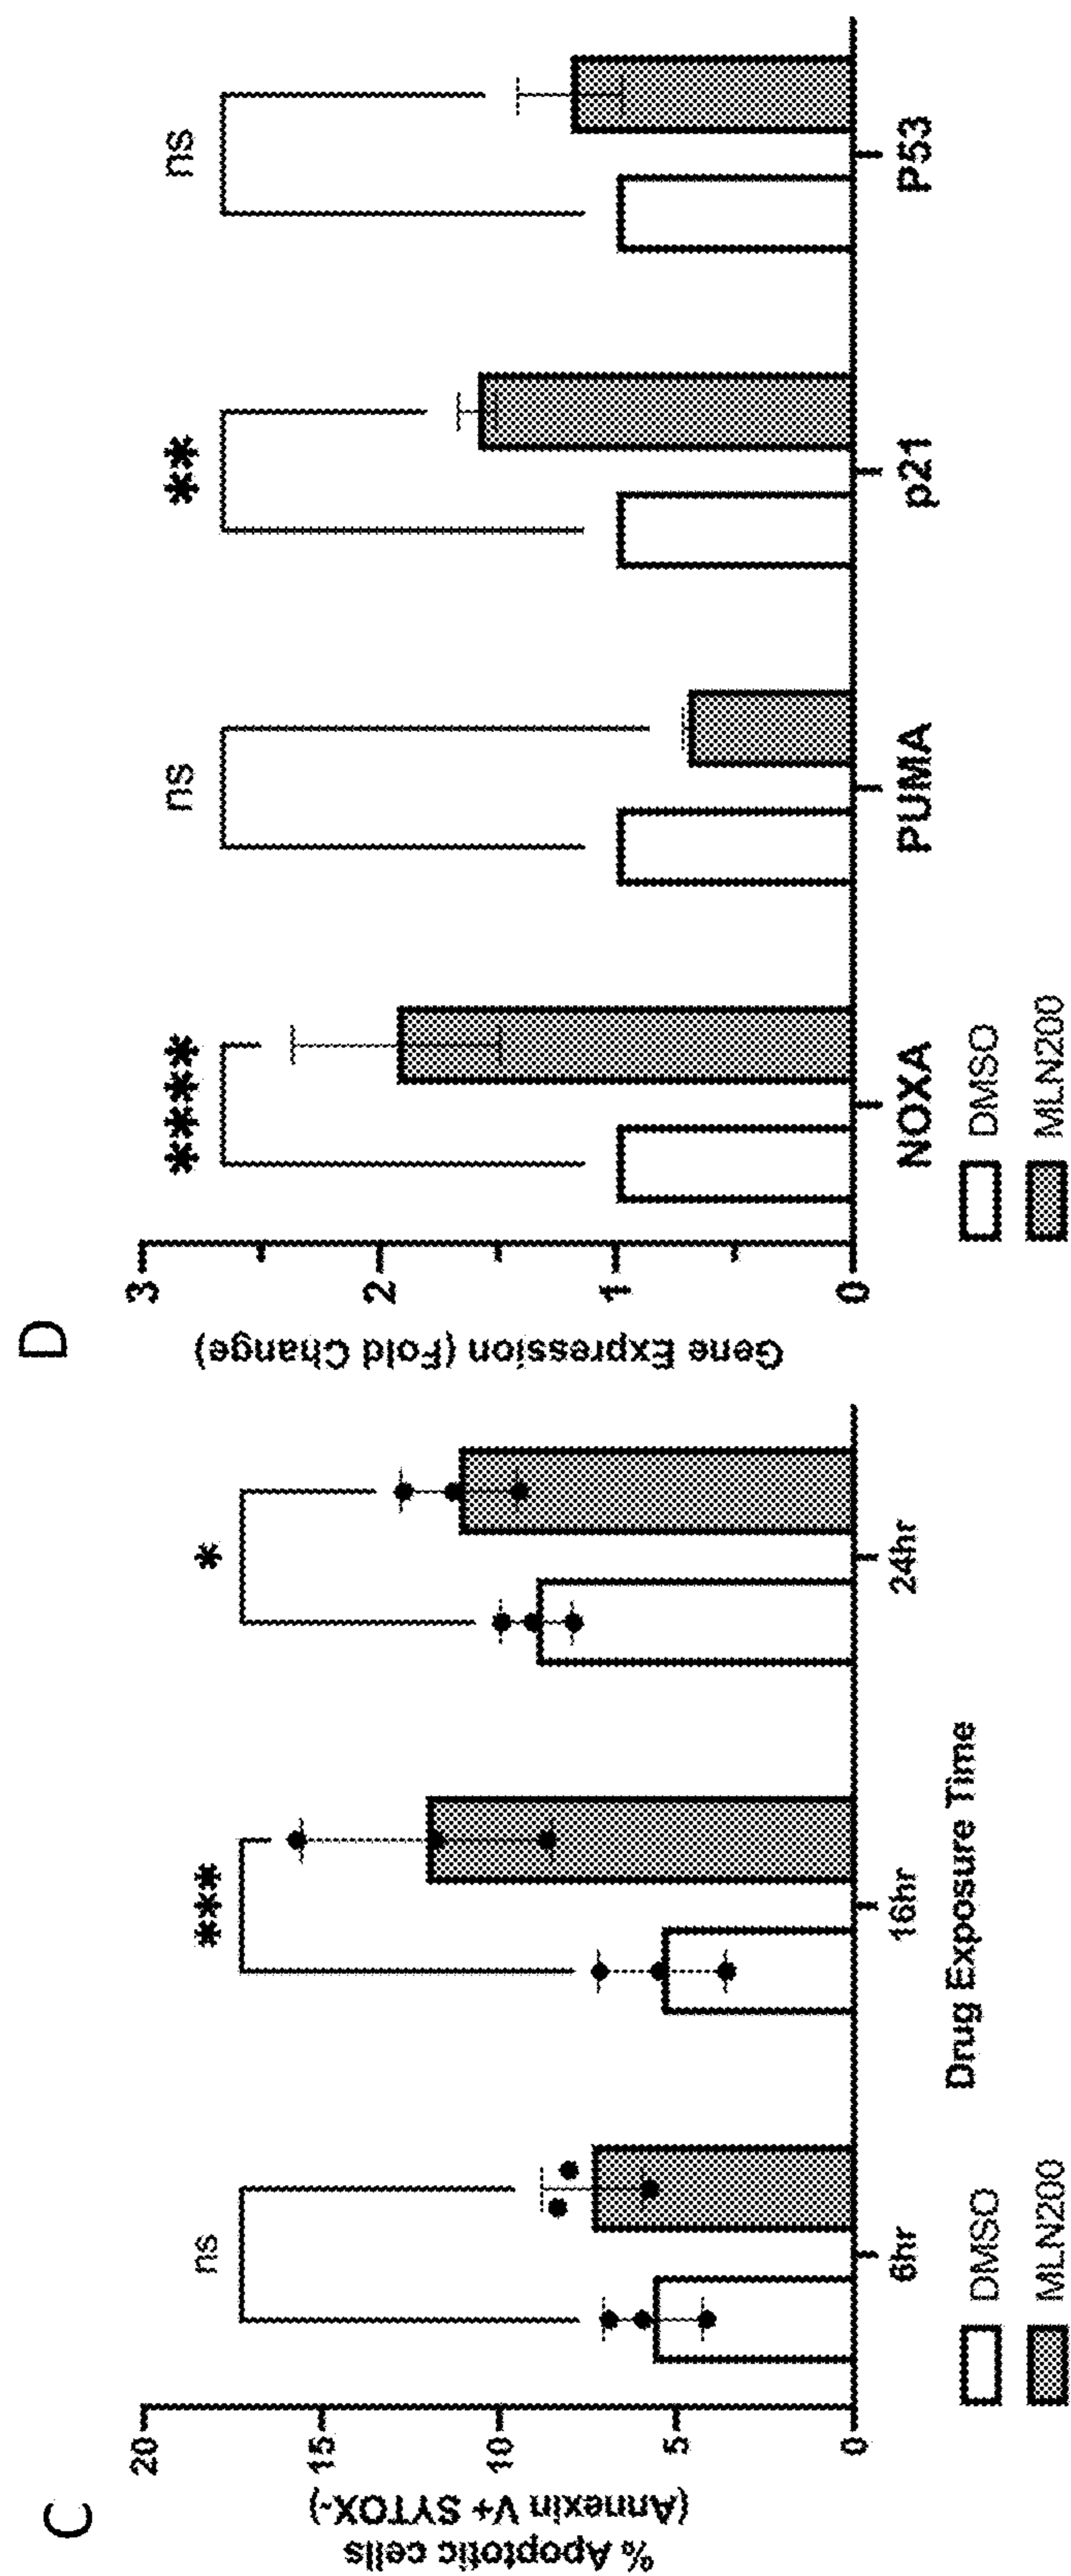 C
% Apoptotic cells
(Annexin V+ SYTOX-)
20
15
10
5
0
ns
***
*
6hr
16hr
24hr
Drug Exposure Time
DMSO
MLN200
D
Gene Expression (Fold Change)
3
2
1
0
****
ns
**
ns
NOXA
PUMA
p21
P53
DMSO
MLN200